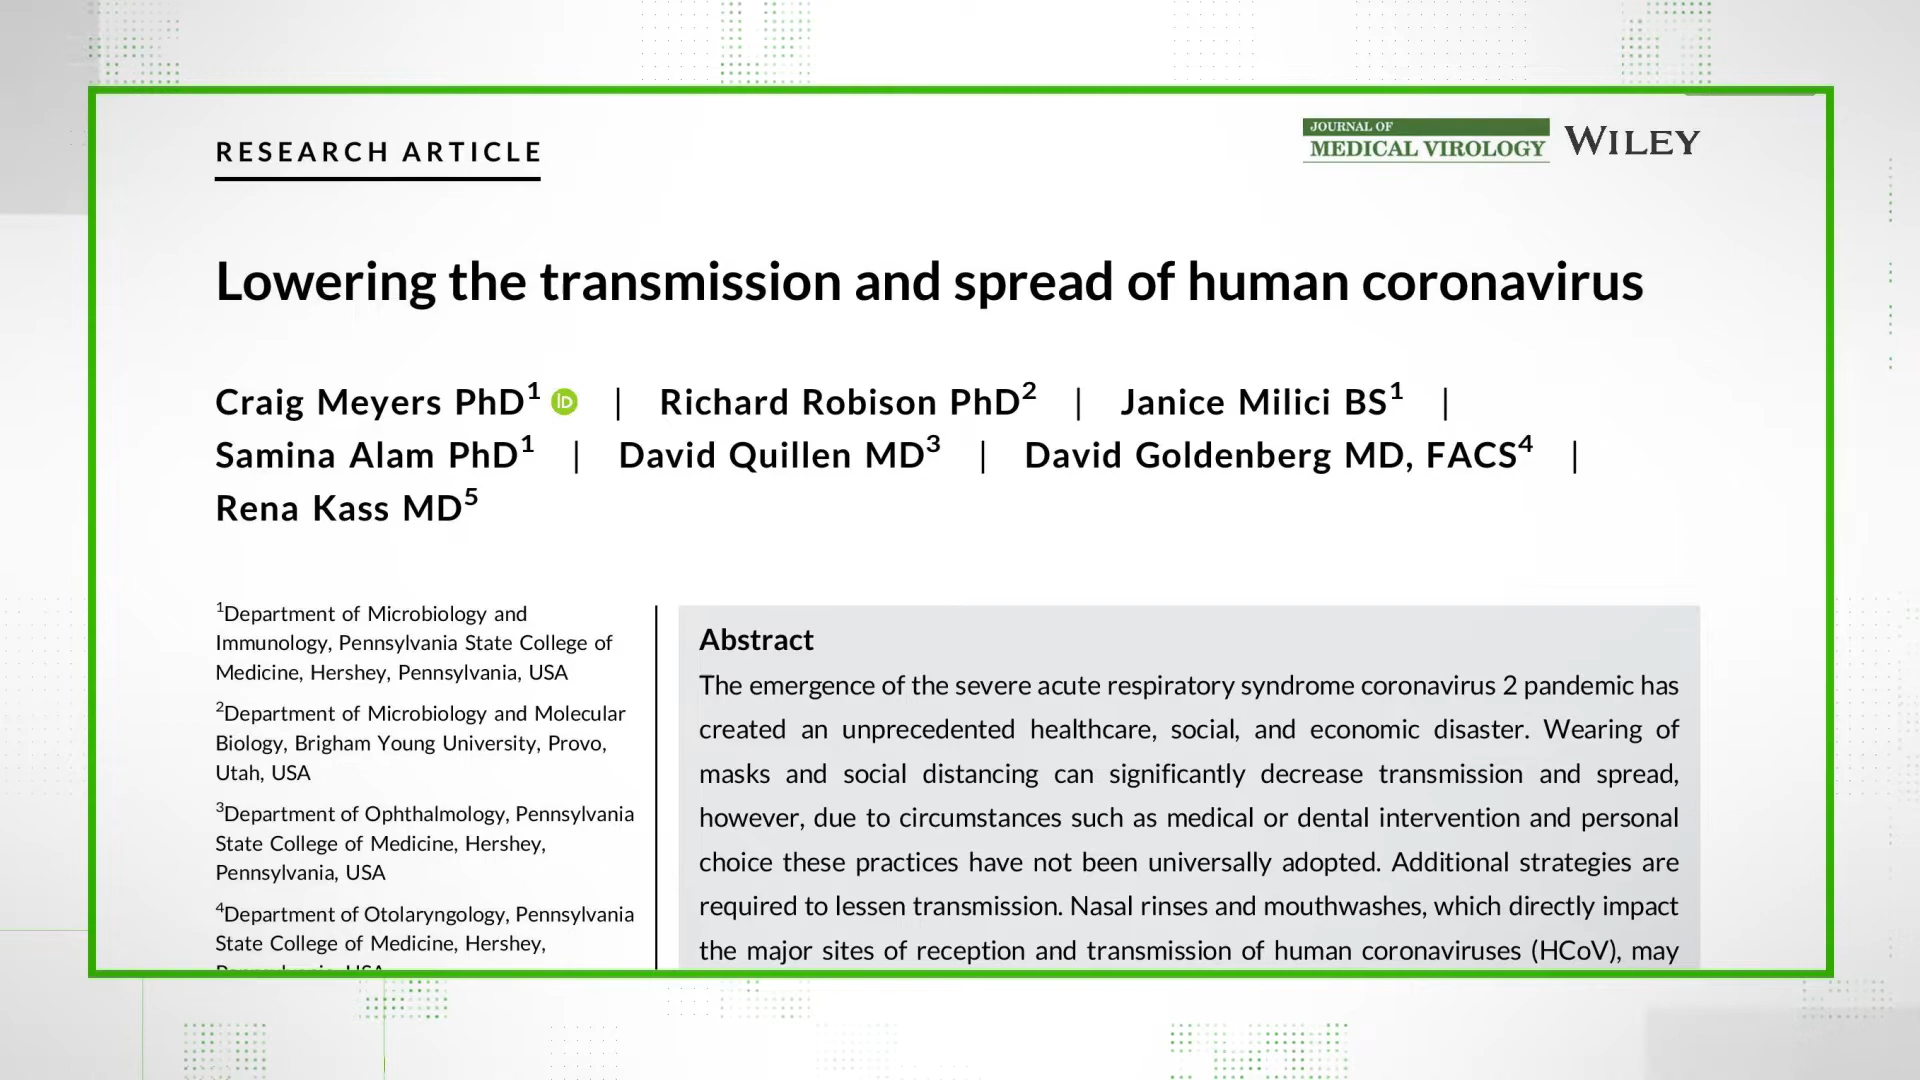 RESEARCH ARTICLE
JOURNAL OF
MEDICAL VIROLOGY WILEY
Lowering the transmission and spread of human coronavirus
Craig Meyers PhD1 iD | Richard Robison PhD2 | Janice Milici BS1 |
Samina Alam PhD1 | David Quillen MD3 | David Goldenberg MD, FACS4 |
Rena Kass MD5
1Department of Microbiology and
Immunology, Pennsylvania State College of
Medicine, Hershey, Pennsylvania, USA
2Department of Microbiology and Molecular
Biology, Brigham Young University, Provo,
Utah, USA
3Department of Ophthalmology, Pennsylvania
State College of Medicine, Hershey,
Pennsylvania, USA
4Department of Otolaryngology, Pennsylvania
State College of Medicine, Hershey,
Abstract
The emergence of the severe acute respiratory syndrome coronavirus 2 pandemic has
created an unprecedented healthcare, social, and economic disaster. Wearing of
masks and social distancing can significantly decrease transmission and spread,
however, due to circumstances such as medical or dental intervention and personal
choice these practices have not been universally adopted. Additional strategies are
required to lessen transmission. Nasal rinses and mouthwashes, which directly impact
the major sites of reception and transmission of human coronaviruses (HCoV), may